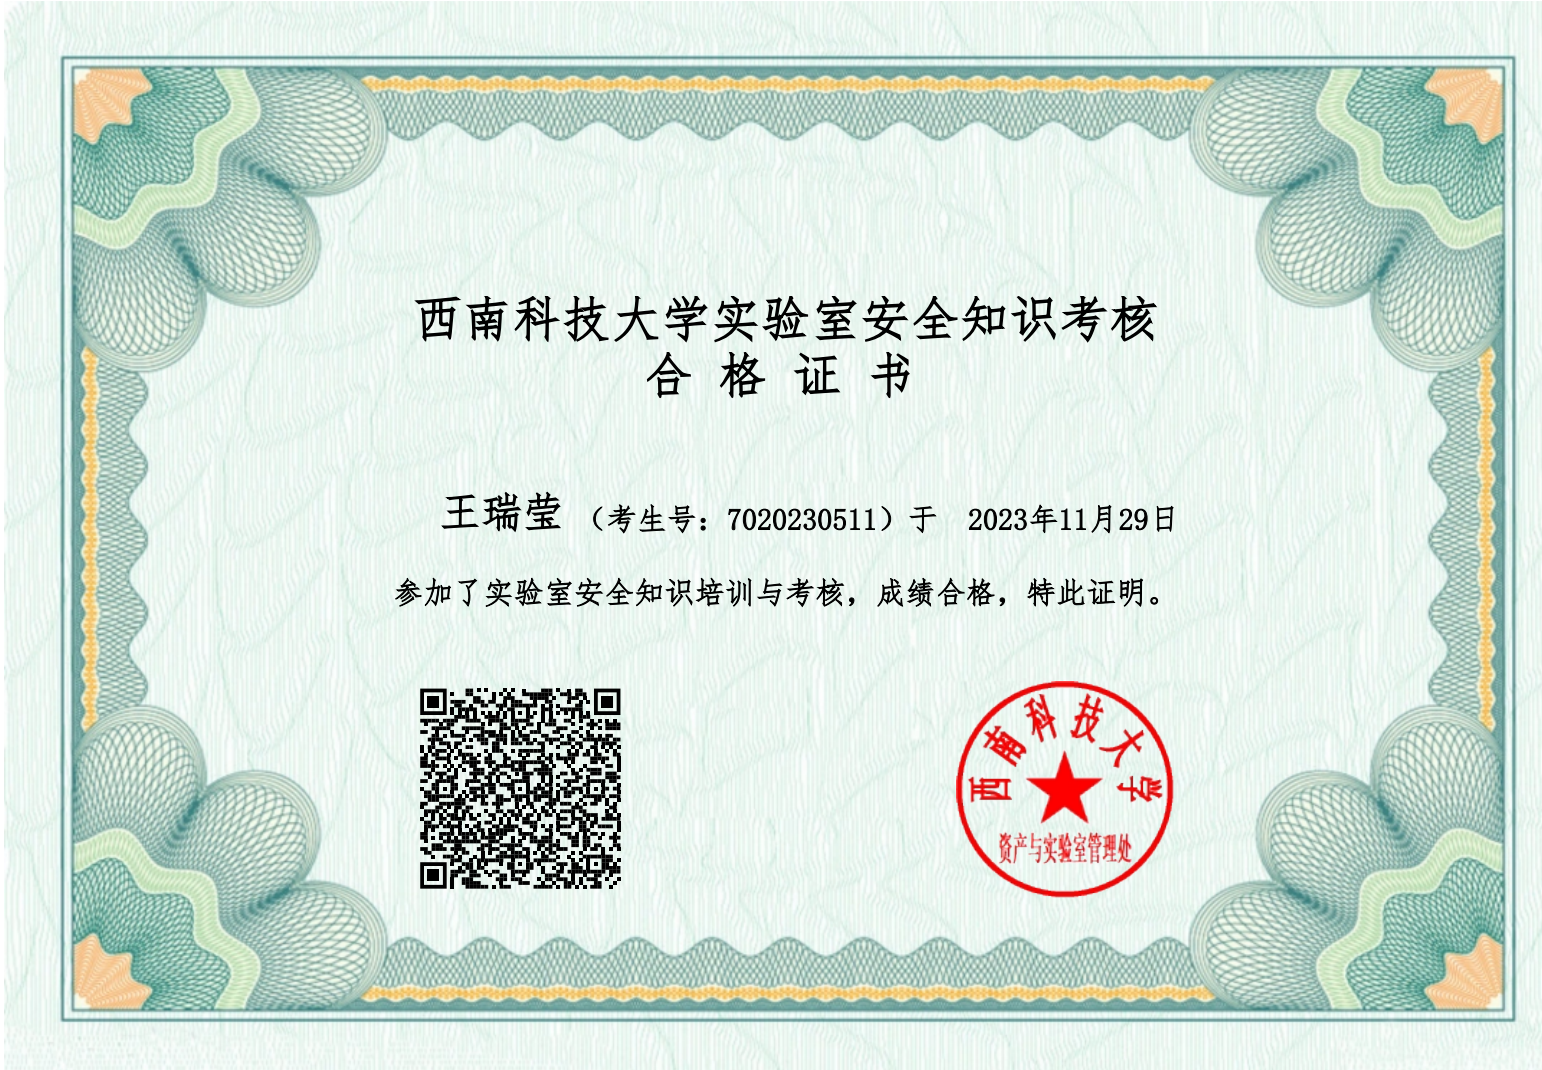 西南科技大学实验室安全知识考核
合格证书
王瑞莹（考生号：7020230511）于 2023年11月29日
参加了实验室安全知识培训与考核，成绩合格，特此证明。
西南科技大学
资产与实验室管理处